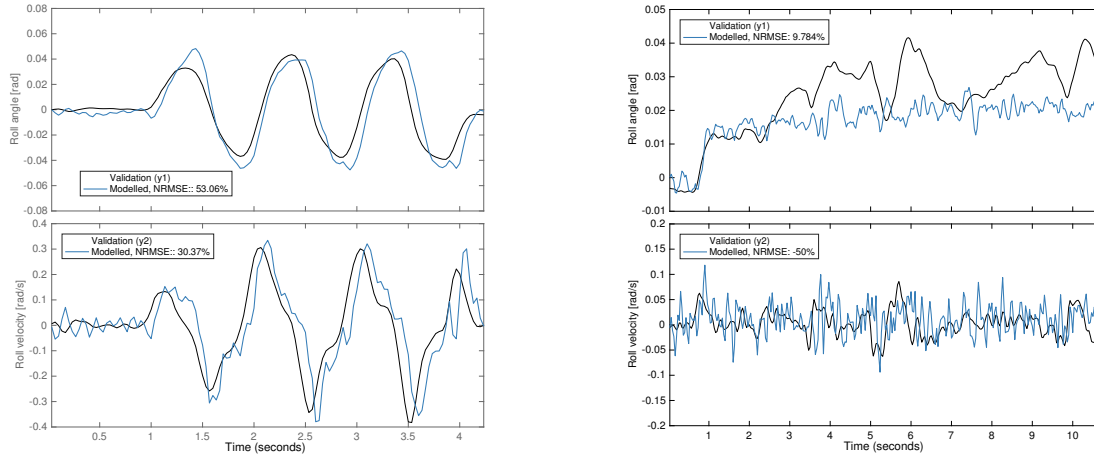 0.08
0.06
0.04
0.02
0
-0.02
-0.04
-0.06
-0.08
Roll angle [rad]
Validation (y1)
Modelled, NRMSE:: 53.06%
0.4
0.3
0.2
0.1
0
-0.1
-0.2
-0.3
-0.4
Roll velocity [rad/s]
Validation (y2)
Modelled, NRMSE:: 30.37%
0.5 1 1.5 2 2.5 3 3.5 4
Time (seconds)
0.05
0.04
0.03
0.02
0.01
0
-0.01
Roll angle [rad]
Validation (y1)
Modelled, NRMSE: 9.784%
0.2
0.15
0.1
0.05
0
-0.05
-0.1
-0.15
-0.2
Roll velocity [rad/s]
Validation (y2)
Modelled, NRMSE: -50%
1 2 3 4 5 6 7 8 9 10
Time (seconds)